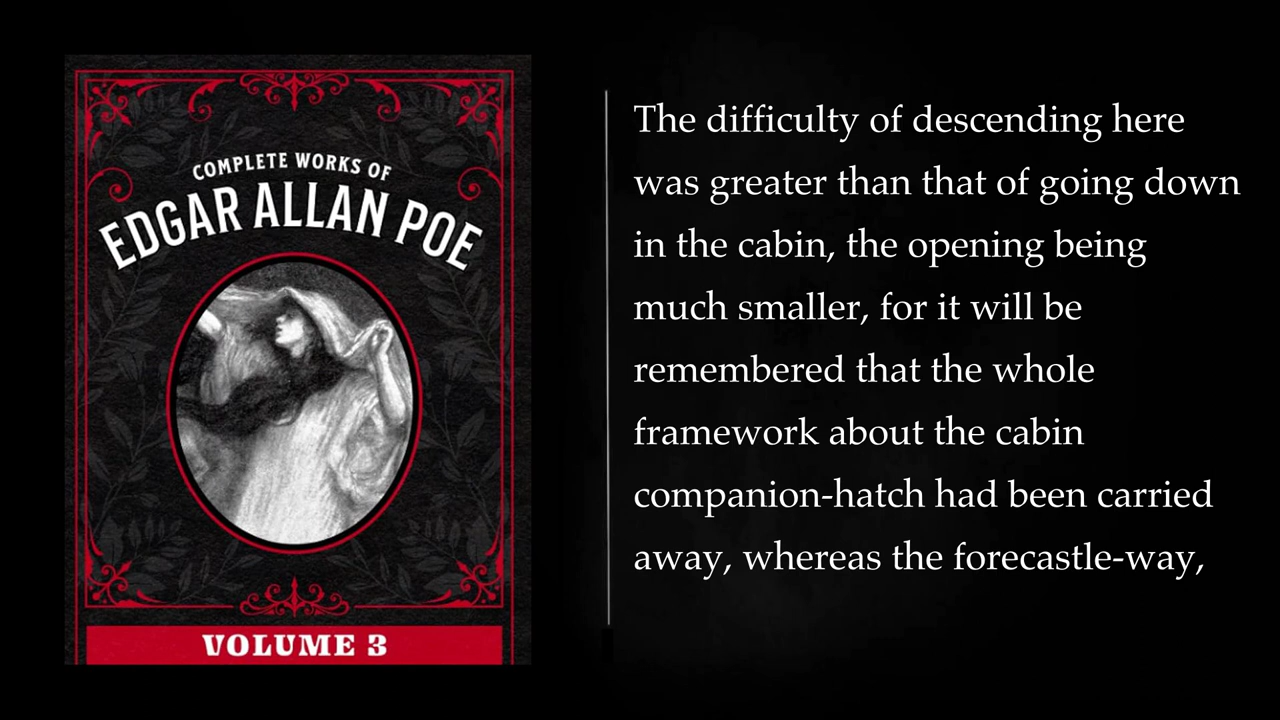 COMPLETE WORKS OF
EDGAR ALLAN POE
VOLUME 3
The difficulty of descending here
was greater than that of going down
in the cabin, the opening being
much smaller, for it will be
remembered that the whole
framework about the cabin
companion-hatch had been carried
away, whereas the forecastle-way,